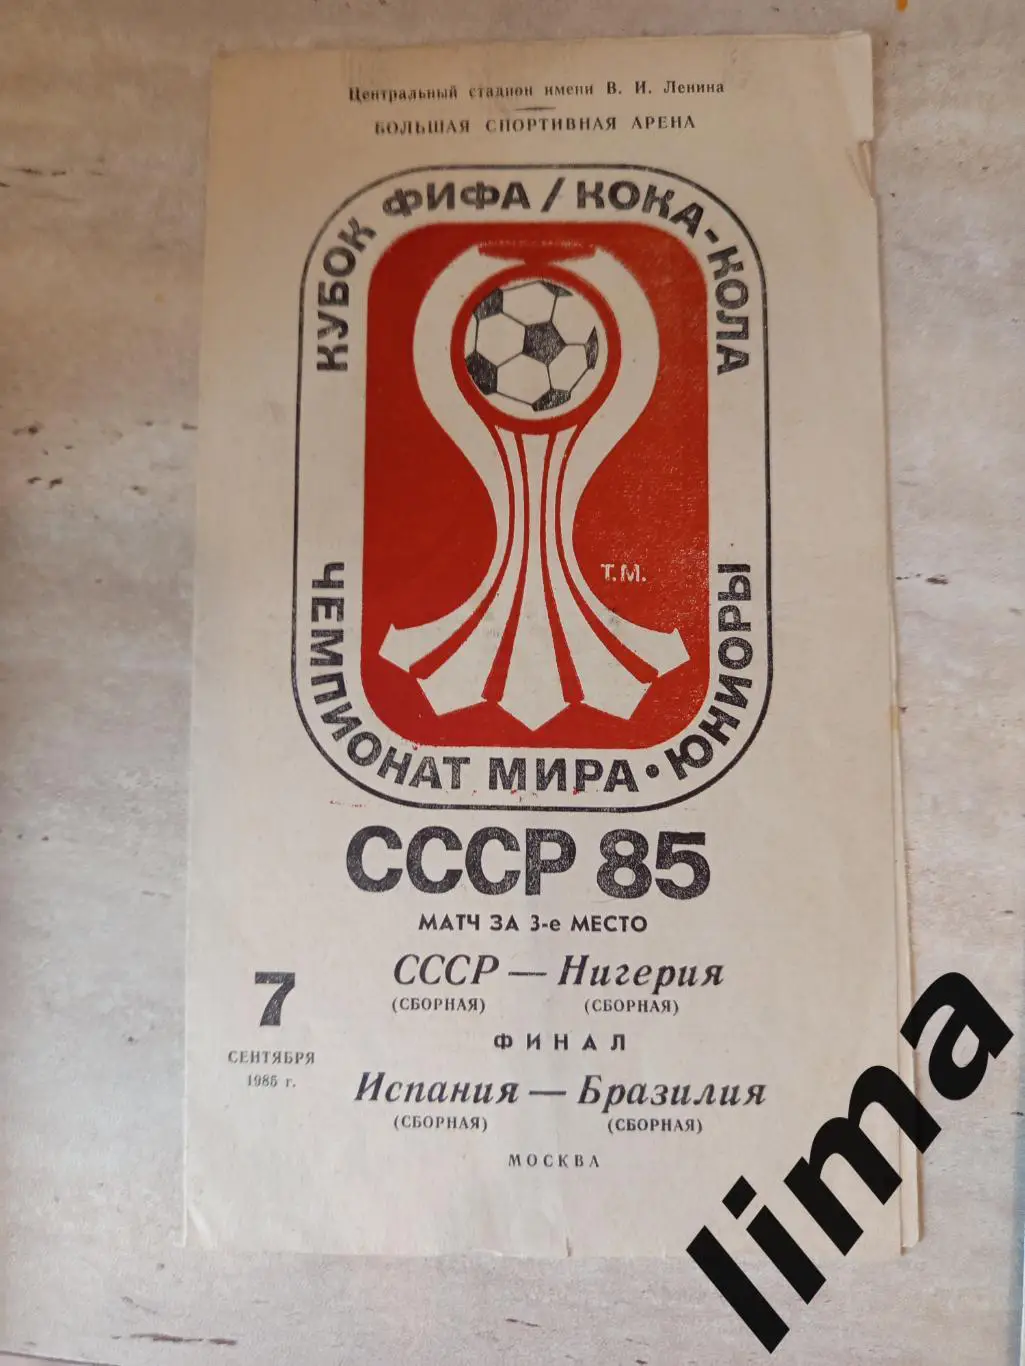 Центральный стадион имени В. И. Ленина
БОЛЬШАЯ СПОРТИВНАЯ АРЕНА
КУБОК ФИФА / КОКА-КОЛА
Т.М.
ЧЕМПИОНАТ МИРА · ЮНИОРЫ
СССР 85
МАТЧ ЗА 3-е МЕСТО
СССР — Нигерия
(СБОРНАЯ) (СБОРНАЯ)
7
СЕНТЯБРЯ
1985 г.
ФИНАЛ
Испания — Бразилия
(СБОРНАЯ) (СБОРНАЯ)
МОСКВА
lima